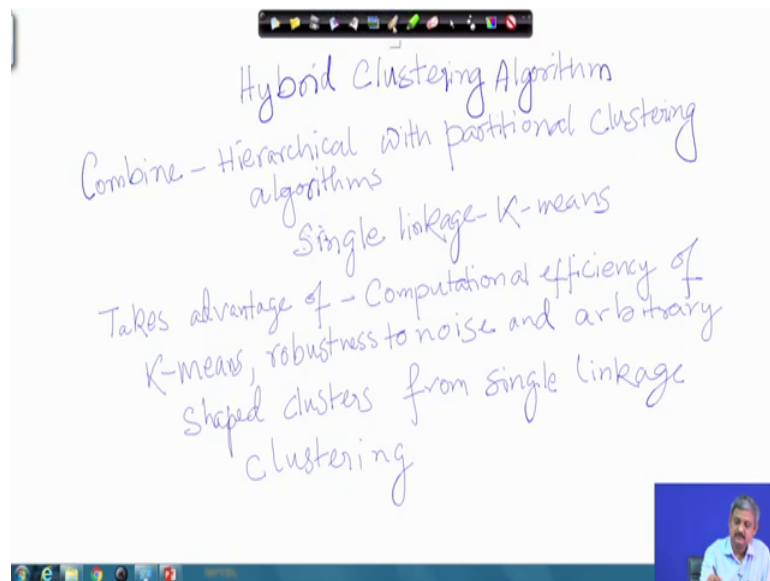 Hybrid Clustering Algorithm
Combine - Hierarchical with partitional clustering
algorithms
Single linkage - K-means
Takes advantage of - Computational efficiency of
K-means, robustness to noise and arbitrary
shaped clusters from single linkage
clustering